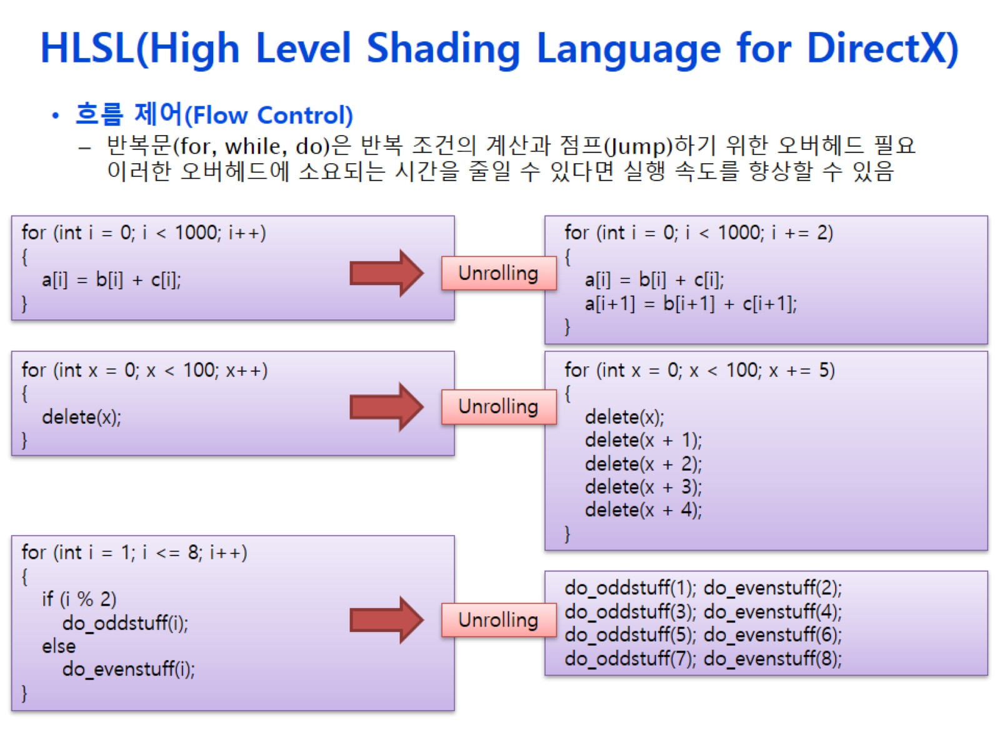 HLSL(High Level Shading Language for DirectX)
• 흐름 제어(Flow Control)
– 반복문(for, while, do)은 반복 조건의 계산과 점프(Jump)하기 위한 오버헤드 필요
이러한 오버헤드에 소요되는 시간을 줄일 수 있다면 실행 속도를 향상할 수 있음
for (int i = 0; i < 1000; i++)
{
a[i] = b[i] + c[i];
}
Unrolling
for (int i = 0; i < 1000; i += 2)
{
a[i] = b[i] + c[i];
a[i+1] = b[i+1] + c[i+1];
}
for (int x = 0; x < 100; x++)
{
delete(x);
}
Unrolling
for (int x = 0; x < 100; x += 5)
{
delete(x);
delete(x + 1);
delete(x + 2);
delete(x + 3);
delete(x + 4);
}
for (int i = 1; i <= 8; i++)
{
if (i % 2)
do_oddstuff(i);
else
do_evenstuff(i);
}
Unrolling
do_oddstuff(1); do_evenstuff(2);
do_oddstuff(3); do_evenstuff(4);
do_oddstuff(5); do_evenstuff(6);
do_oddstuff(7); do_evenstuff(8);